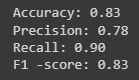 Accuracy: 0.83
Precision: 0.78
Recall: 0.90
F1 -score: 0.83